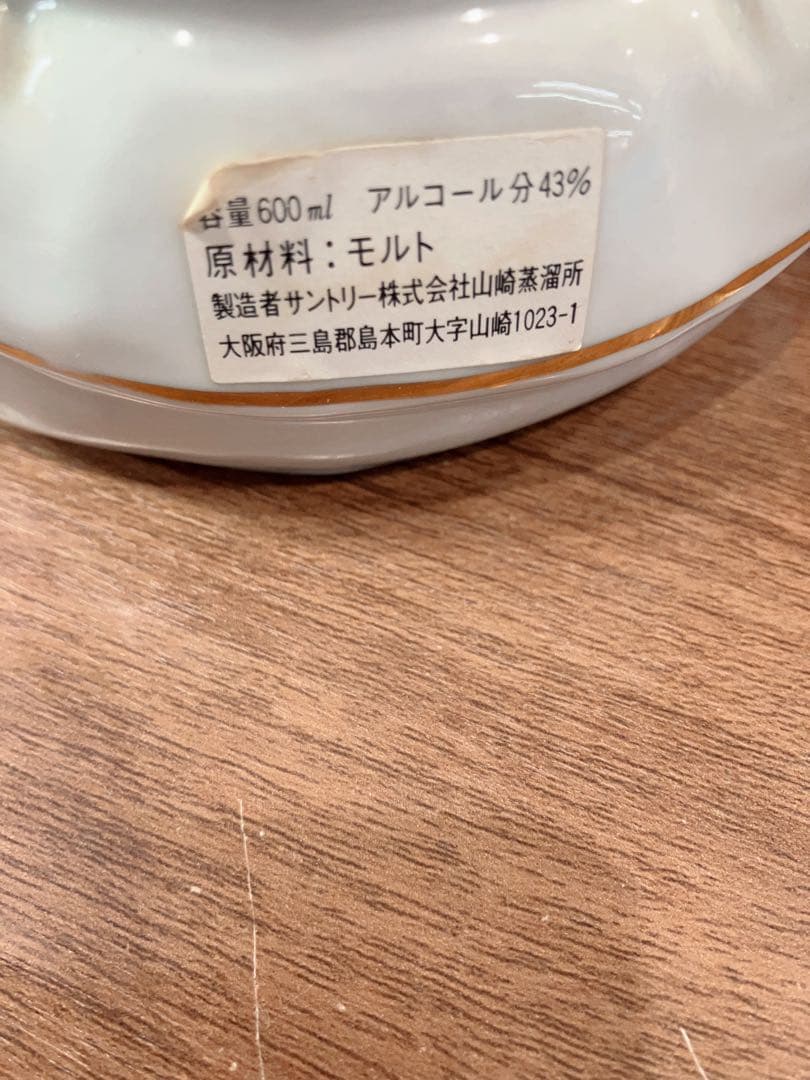 容量600ml アルコール分43%
原材料：モルト
製造者サントリー株式会社山崎蒸溜所
大阪府三島郡島本町大字山崎1023-1